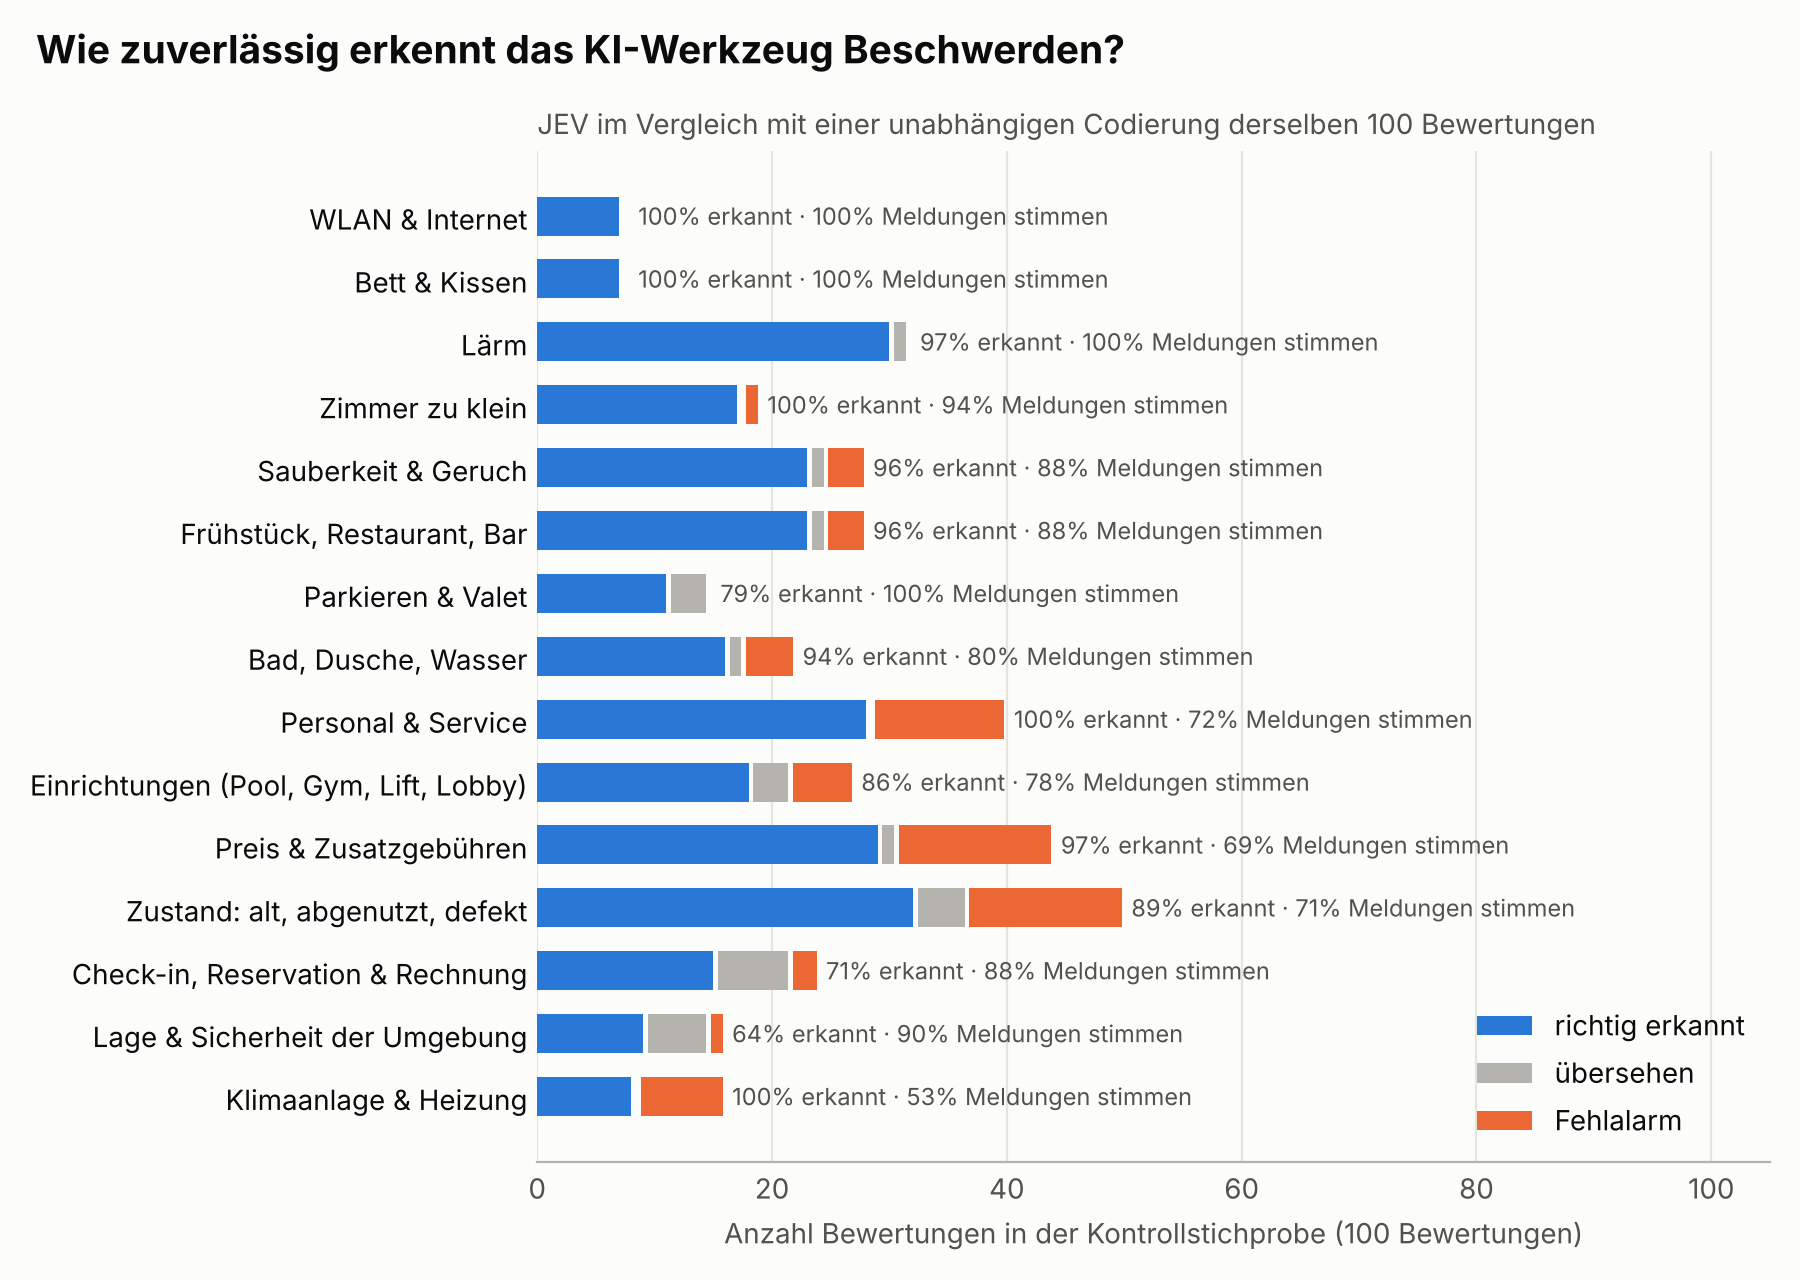 Wie zuverlässig erkennt das KI-Werkzeug Beschwerden?
JEV im Vergleich mit einer unabhängigen Codierung derselben 100 Bewertungen
WLAN & Internet 100% erkannt · 100% Meldungen stimmen
Bett & Kissen 100% erkannt · 100% Meldungen stimmen
Lärm 97% erkannt · 100% Meldungen stimmen
Zimmer zu klein 100% erkannt · 94% Meldungen stimmen
Sauberkeit & Geruch 96% erkannt · 88% Meldungen stimmen
Frühstück, Restaurant, Bar 96% erkannt · 88% Meldungen stimmen
Parkieren & Valet 79% erkannt · 100% Meldungen stimmen
Bad, Dusche, Wasser 94% erkannt · 80% Meldungen stimmen
Personal & Service 100% erkannt · 72% Meldungen stimmen
Einrichtungen (Pool, Gym, Lift, Lobby) 86% erkannt · 78% Meldungen stimmen
Preis & Zusatzgebühren 97% erkannt · 69% Meldungen stimmen
Zustand: alt, abgenutzt, defekt 89% erkannt · 71% Meldungen stimmen
Check-in, Reservation & Rechnung 71% erkannt · 88% Meldungen stimmen
Lage & Sicherheit der Umgebung 64% erkannt · 90% Meldungen stimmen
Klimaanlage & Heizung 100% erkannt · 53% Meldungen stimmen
richtig erkannt
übersehen
Fehlalarm
0 20 40 60 80 100
Anzahl Bewertungen in der Kontrollstichprobe (100 Bewertungen)